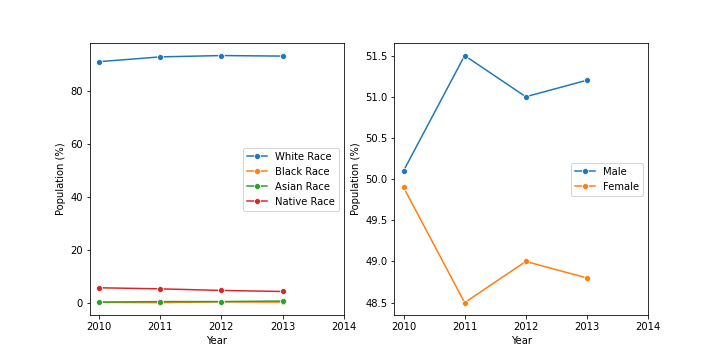 Population (%)
80
60
40
20
0
2010 2011 2012 2013 2014
Year
White Race
Black Race
Asian Race
Native Race
Population (%)
51.5
51.0
50.5
50.0
49.5
49.0
48.5
2010 2011 2012 2013 2014
Year
Male
Female